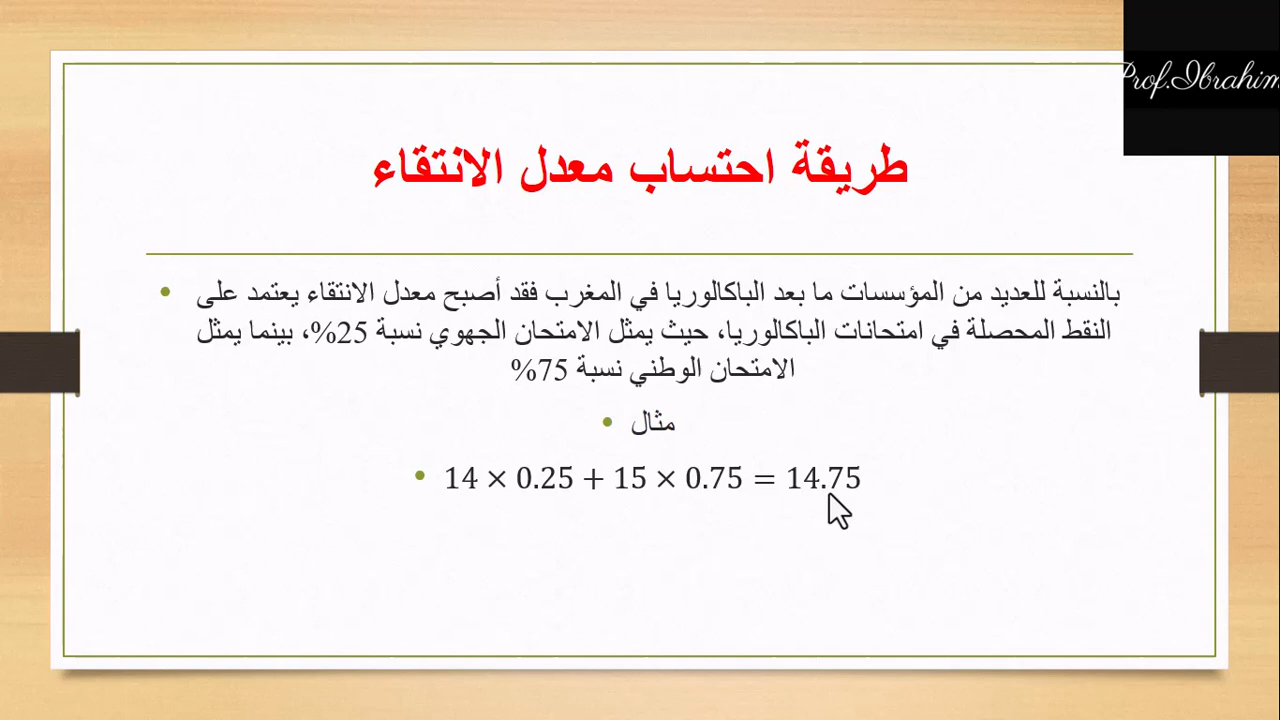 Prof.Ibrahim
طريقة احتساب معدل الانتقاء
• بالنسبة للعديد من المؤسسات ما بعد الباكالوريا في المغرب فقد أصبح معدل الانتقاء يعتمد على
النقط المحصلة في امتحانات الباكالوريا، حيث يمثل الامتحان الجهوي نسبة 25%، بينما يمثل
الامتحان الوطني نسبة 75%
• مثال
• 14 × 0.25 + 15 × 0.75 = 14.75